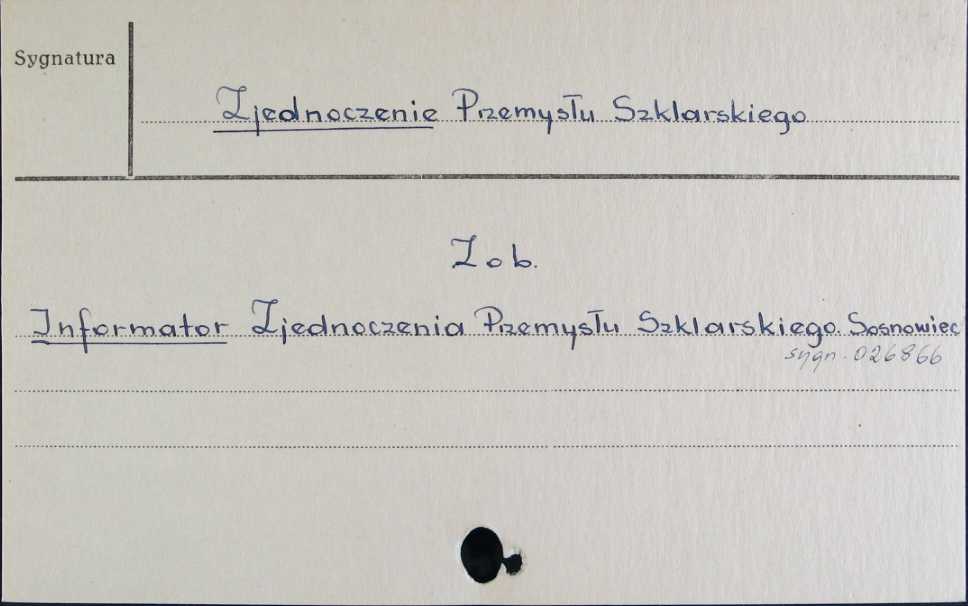 Sygnatura
Zjednoczenie Przemysłu Szklarskiego
Zob.
Informator Zjednoczenia Przemysłu Szklarskiego. Sosnowiec
sygn. 026866